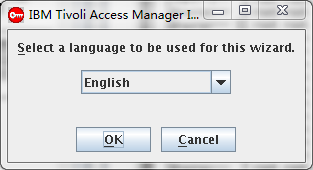 IBM Tivoli Access Manager I...
Select a language to be used for this wizard.
English
OK Cancel